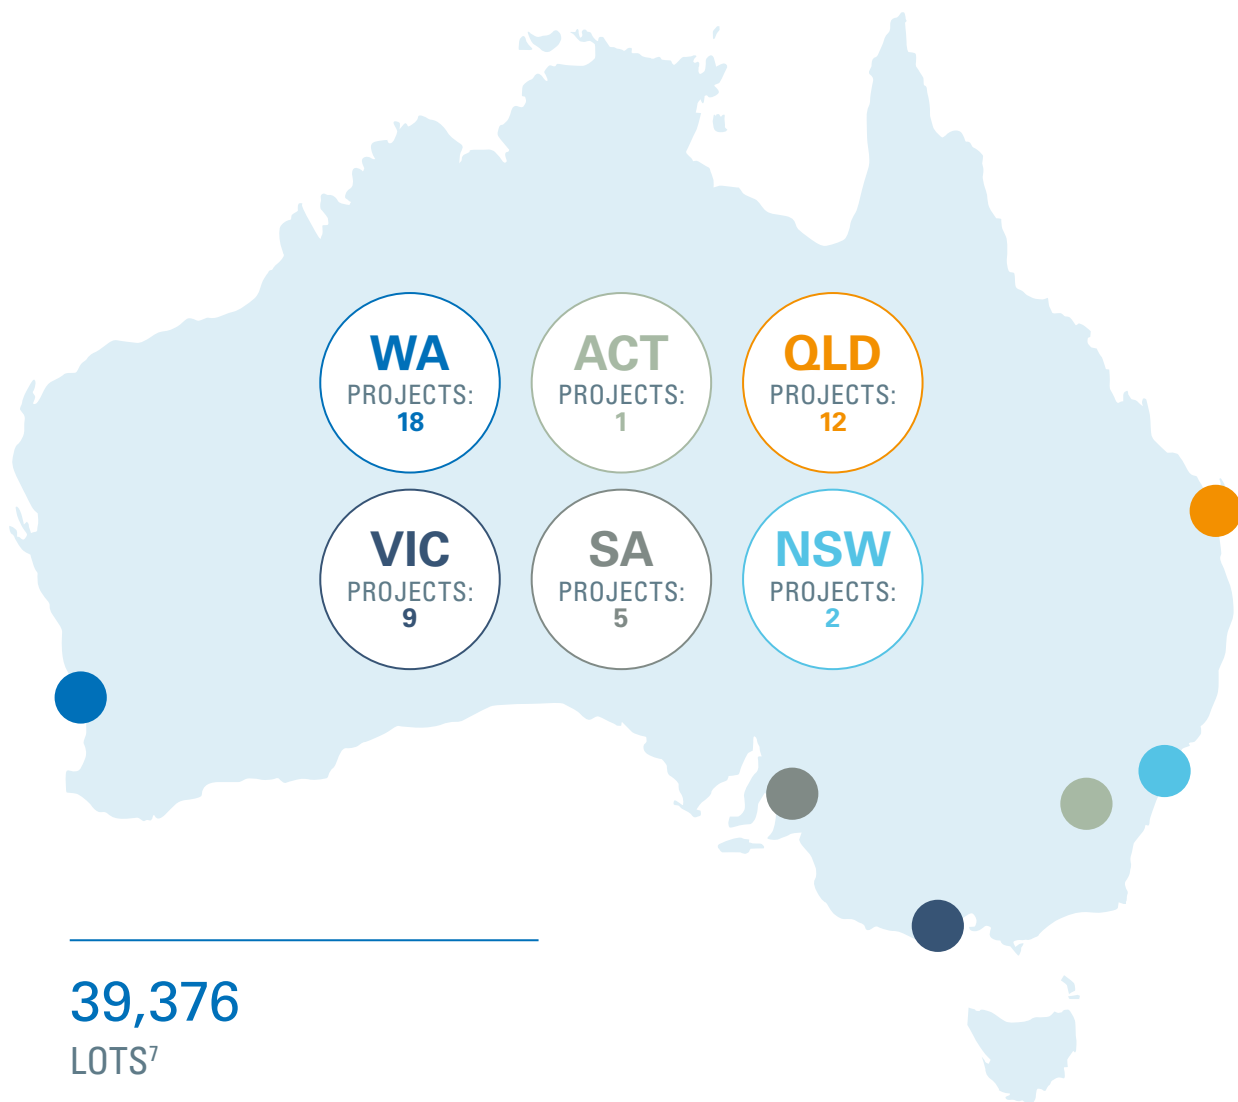 WA
PROJECTS:
18
ACT
PROJECTS:
1
QLD
PROJECTS:
12
VIC
PROJECTS:
9
SA
PROJECTS:
5
NSW
PROJECTS:
2
39,376
LOTS⁷